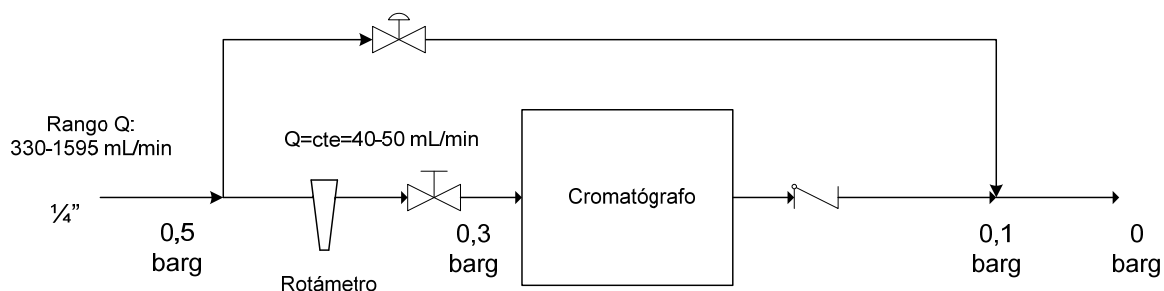 Rango Q:
330-1595 mL/min
Q=cte=40-50 mL/min
Cromatógrafo
¼”
0,5
barg
0,3
barg
0,1
barg
0
barg
Rotámetro